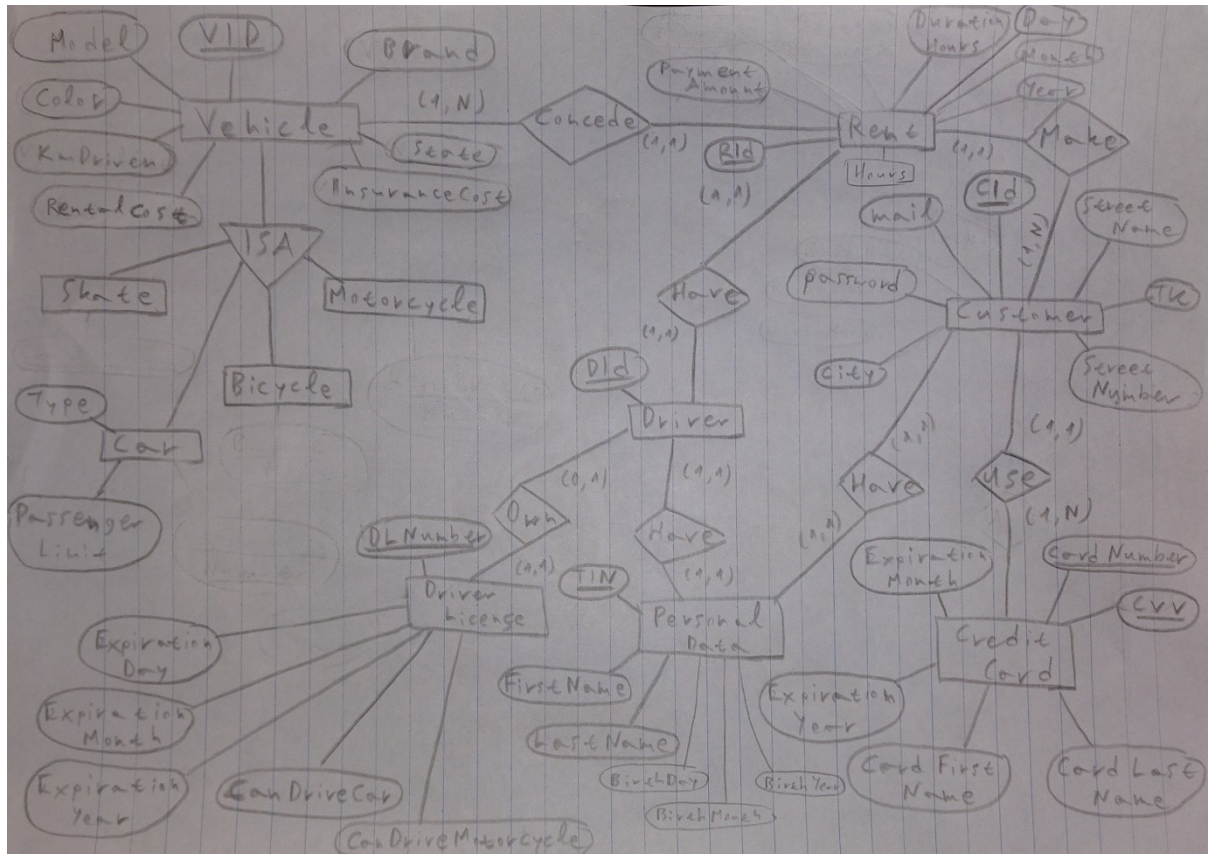 Model
VID
Brand
Color
Vehicle
(1,N)
KmDriven
State
RentalCost
InsuranceCost
ISA
Skate
Motorcycle
Bicycle
Type
Car
Passenger
Limit
Concede
(1,1)
Payment
Amount
Duration
Hours
Day
Month
Year
Rent
RId
Hours
(1,1)
Make
(1,N)
(1,1)
Have
(1,1)
mail
CId
Street
Name
password
Customer
TK
City
Street
Number
DId
Driver
(0,1)
Own
(1,1)
(1,1)
Have
(1,1)
(1,1)
Have
(1,1)
(1,1)
use
(1,N)
DLNumber
Driver
License
Expiration
Day
Expiration
Month
Expiration
Year
CanDriveCar
CanDriveMotorcycle
TIN
Personal
Data
FirstName
LastName
BirthDay
BirthMonth
BirthYear
Expiration
Month
Card Number
CVV
Credit
Card
Expiration
Year
Card First
Name
Card Last
Name